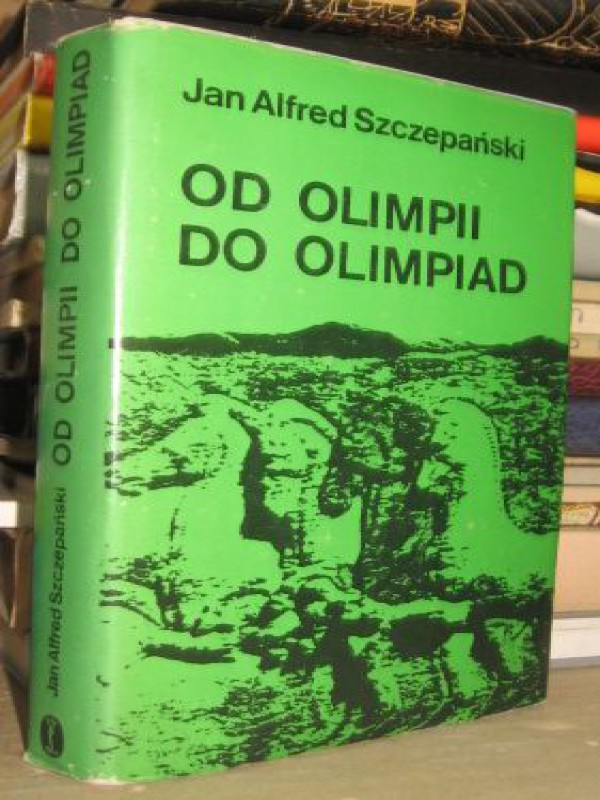 Jan Alfred Szczepański
OD OLIMPII
DO OLIMPIAD
Jan Alfred Szczepański OD OLIMPII DO OLIMPIAD